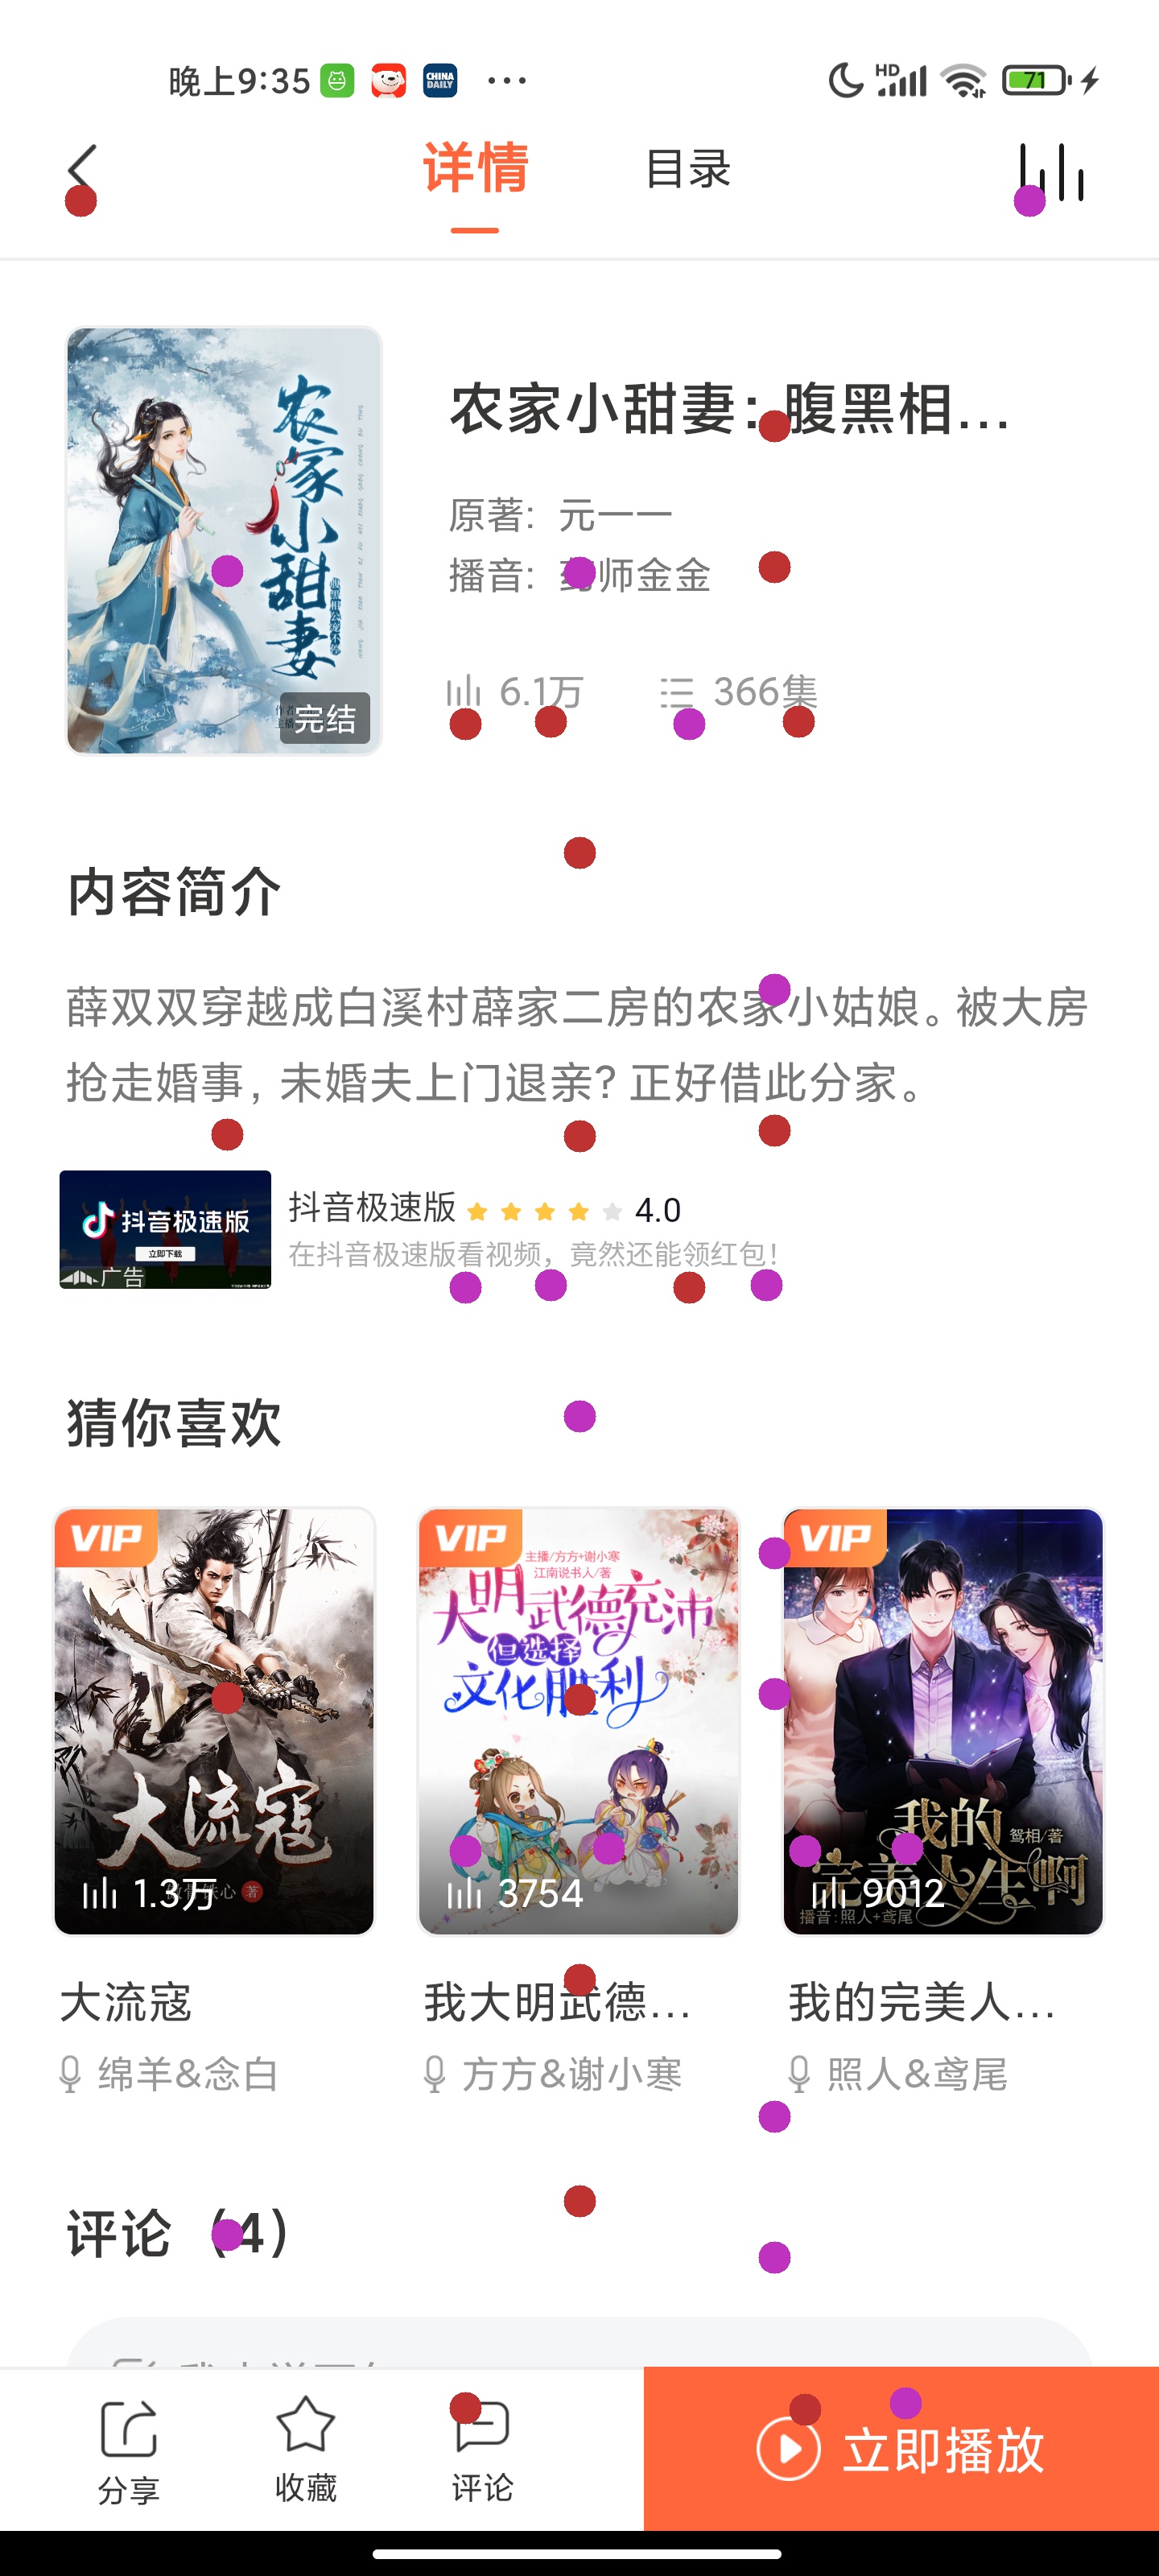 晚上9:35 CHINA DAILY ... HD 71
详情 目录
农家小甜妻
完结
农家小甜妻：腹黑相...
原著: 元一一
播音: 师金金
6.1万 366集
内容简介
薛双双穿越成白溪村薜家二房的农家小姑娘。被大房
抢走婚事, 未婚夫上门退亲? 正好借此分家。
抖音极速版
立即下载
广告
抖音极速版 4.0
在抖音极速版看视频，竟然还能领红包!
猜你喜欢
VIP
大流寇
著
1.3万
VIP
主播/方方+谢小寒
江南说书人/著
大明武德充沛
但选择
文化胜利
3754
VIP
我的
鸳相/著
完美人生啊
播音:照人+鸢尾
9012
大流寇 我大明武德... 我的完美人...
绵羊&念白 方方&谢小寒 照人&鸢尾
评论 (4)
分享 收藏 评论 立即播放